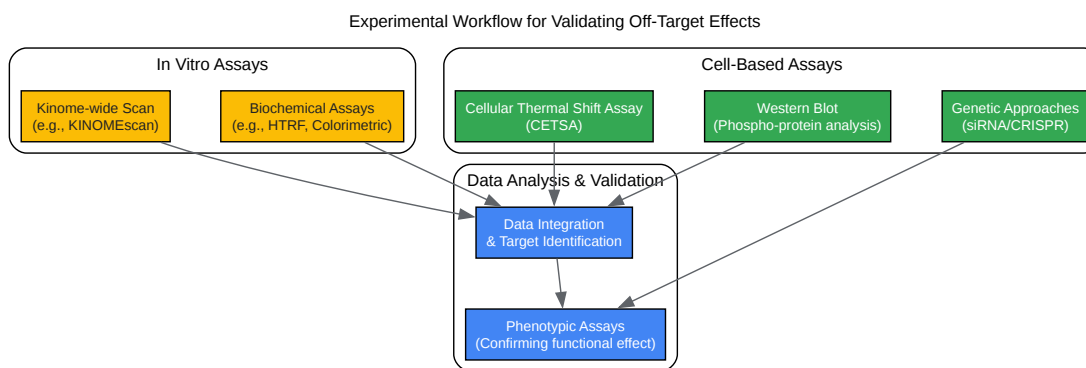 Experimental Workflow for Validating Off-Target Effects
In Vitro Assays
Kinome-wide Scan
(e.g., KINOMEscan)
Biochemical Assays
(e.g., HTRF, Colorimetric)
Cell-Based Assays
Cellular Thermal Shift Assay
(CETSA)
Western Blot
(Phospho-protein analysis)
Genetic Approaches
(siRNA/CRISPR)
Data Analysis & Validation
Data Integration
& Target Identification
Phenotypic Assays
(Confirming functional effect)